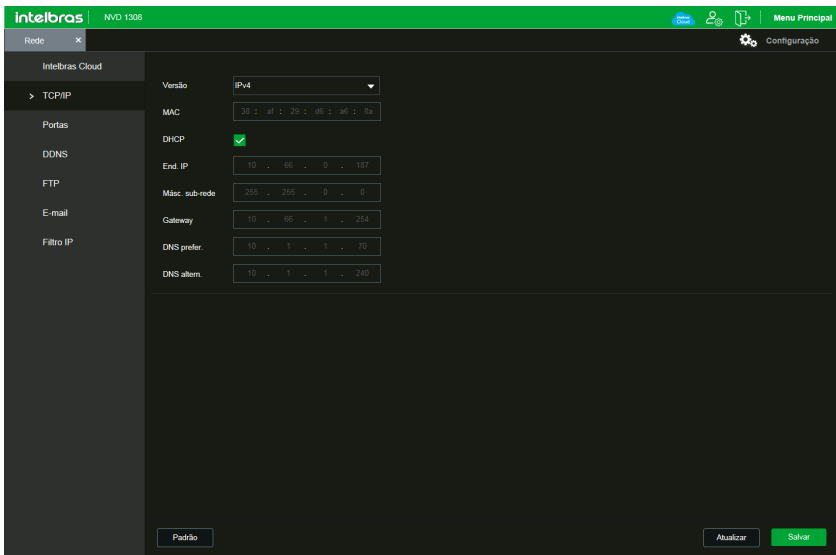 intelbras NVD 1308 Intelbras Cloud Menu Principal
Rede × Configuração
Intelbras Cloud
> TCP/IP
Portas
DDNS
FTP
E-mail
Filtro IP
Versão IPv4
MAC 38 : af : 29 : d6 : a6 : 8a
DHCP
End. IP 10 . 66 . 0 . 187
Másc. sub-rede 255 . 255 . 0 . 0
Gateway 10 . 66 . 1 . 254
DNS prefer. 10 . 1 . 1 . 70
DNS altern. 10 . 1 . 1 . 240
Padrão Atualizar Salvar